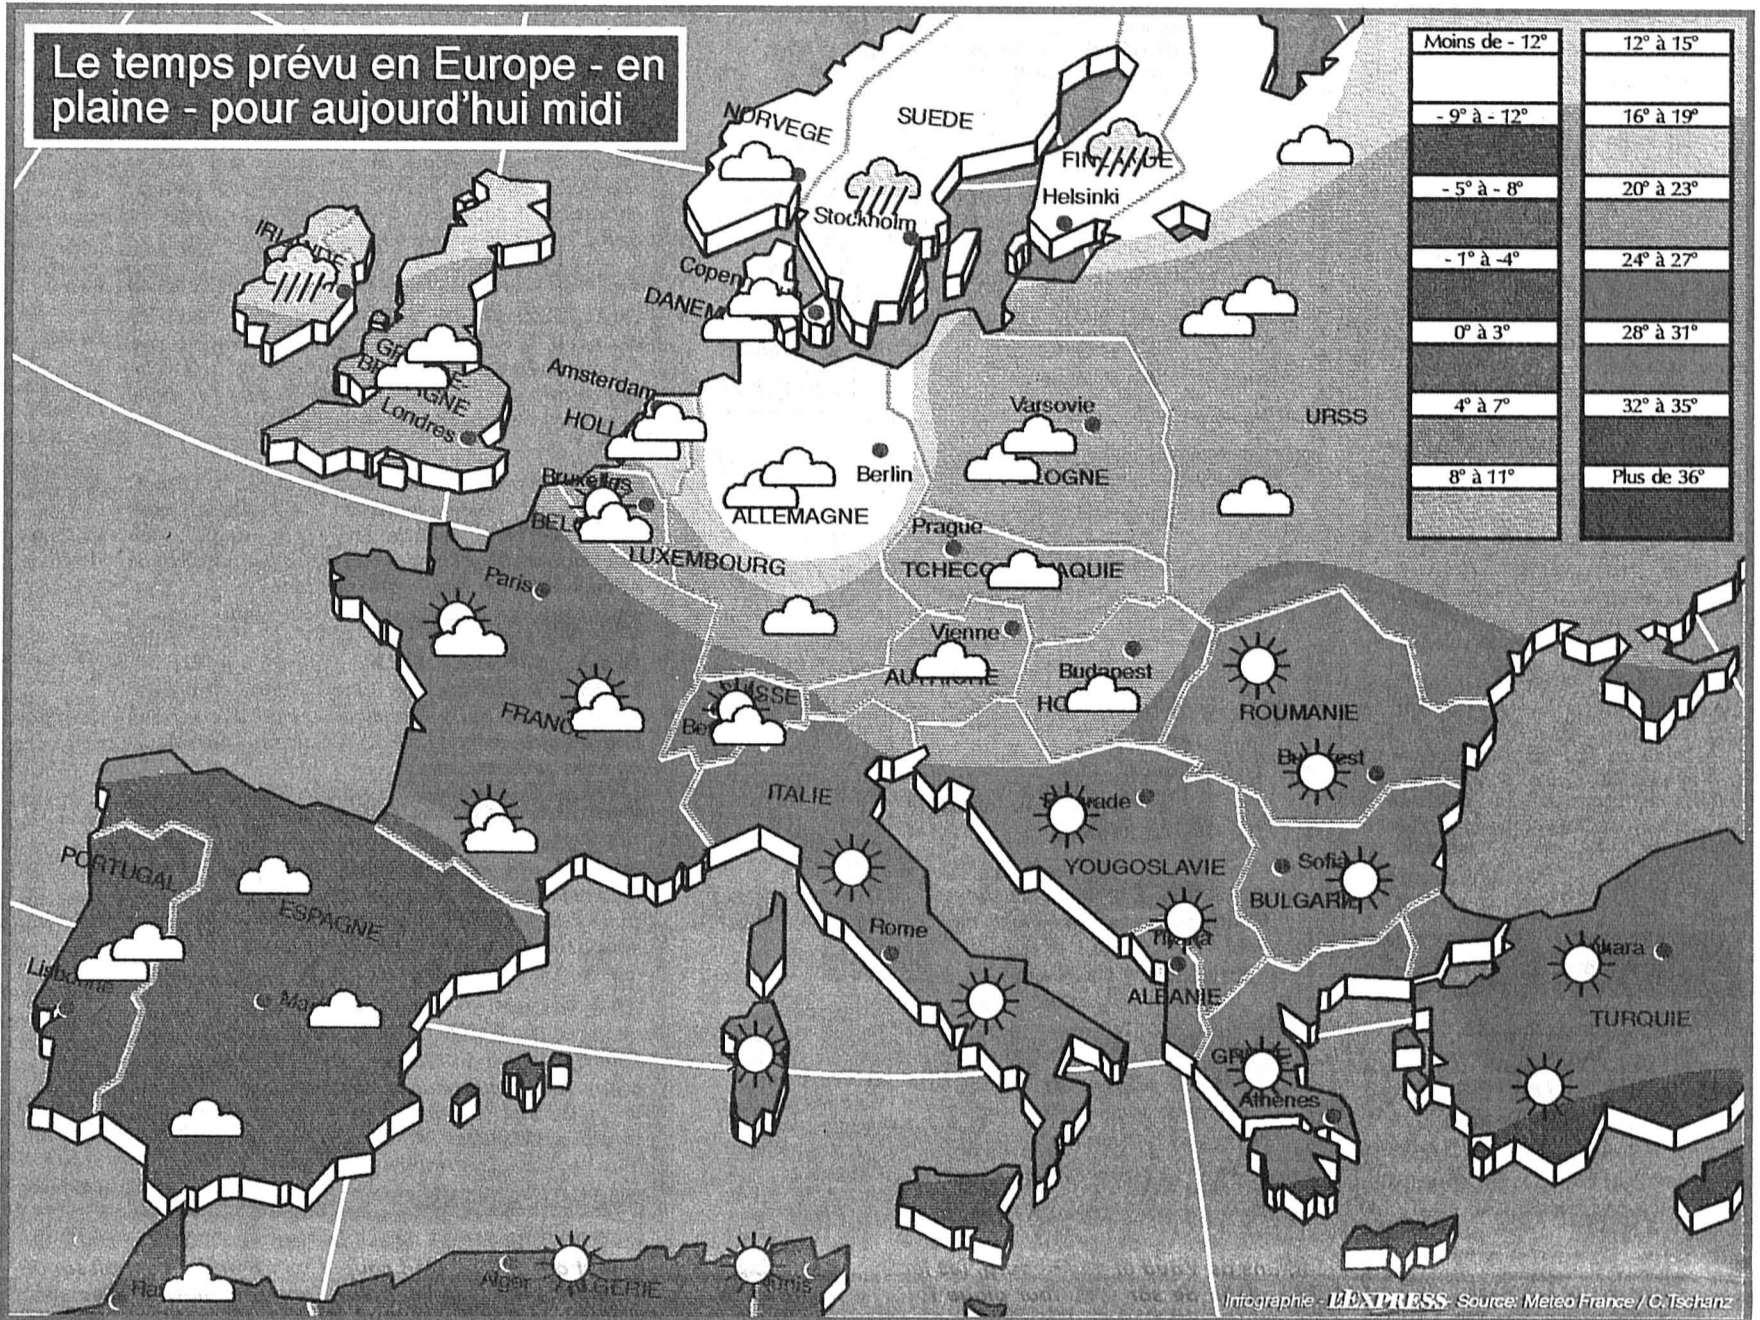 Le temps prévu en Europe - en
plaine - pour aujourd'hui midi
Moins de - 12°
- 9° à - 12°
- 5° à - 8°
- 1° à -4°
0° à 3°
4° à 7°
8° à 11°
12° à 15°
16° à 19°
20° à 23°
24° à 27°
28° à 31°
32° à 35°
Plus de 36°
NORVEGE
SUEDE
Helsinki
Stockholm
Amsterdam
Londres
Varsovie
URSS
Berlin
Bruxelles
ALLEMAGNE
Prague
LUXEMBOURG
Paris
Vienne
Budapest
ROUMANIE
ITALIE
YOUGOSLAVIE
Sofia
BULGARIE
PORTUGAL
ESPAGNE
Rome
Lisbonne
ALBANIE
TURQUIE
Athènes
Alger
Infographie - L'EXPRESS - Source: Meteo France / C.Tschanz